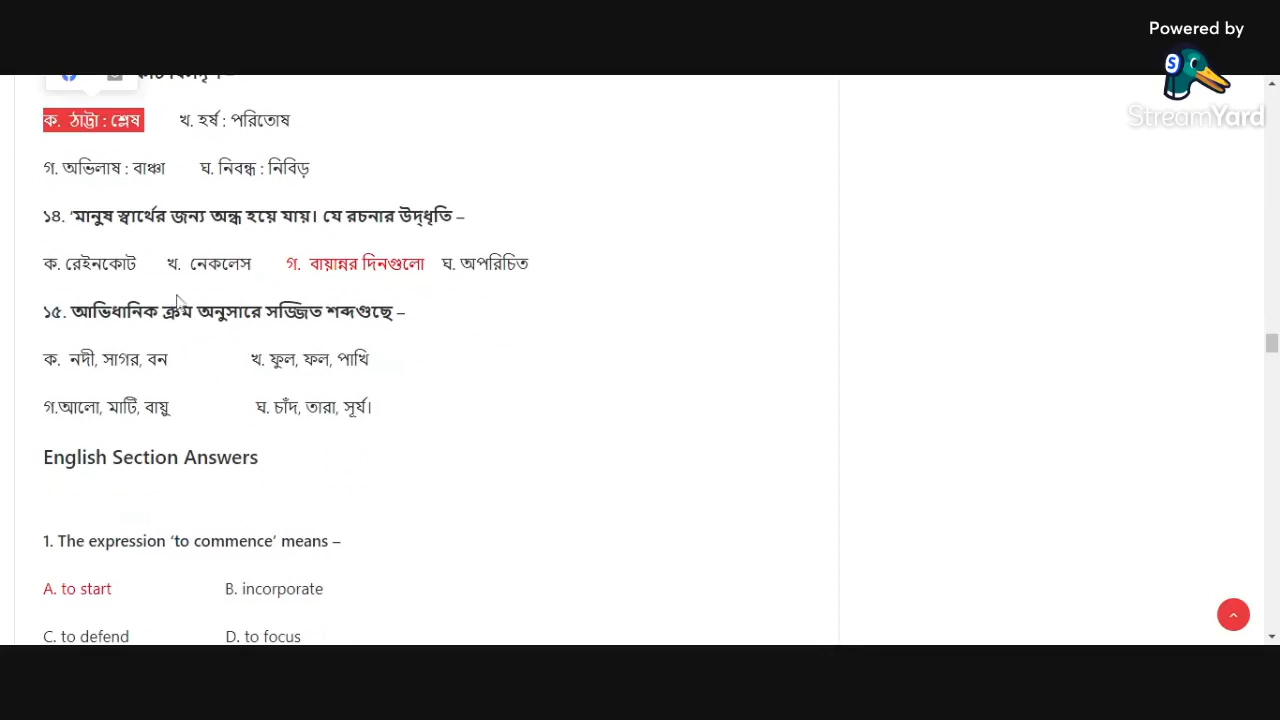 Powered by
StreamYard
ক. ঠাট্টা : শ্লেষ খ. হর্ষ : পরিতোষ
গ. অভিলাষ : বাঞ্চা ঘ. নিবন্ধ : নিবিড়
১৪. ‘মানুষ স্বার্থের জন্য অন্ধ হয়ে যায়। যে রচনার উদ্ধৃতি –
ক. রেইনকোট খ. নেকলেস গ. বায়ান্নর দিনগুলো ঘ. অপরিচিত
১৫. আভিধানিক ক্রম অনুসারে সজ্জিত শব্দগুছে –
ক. নদী, সাগর, বন খ. ফুল, ফল, পাখি
গ.আলো, মাটি, বায়ু ঘ. চাঁদ, তারা, সূর্য।
English Section Answers
1. The expression ‘to commence’ means –
A. to start B. incorporate
C. to defend D. to focus